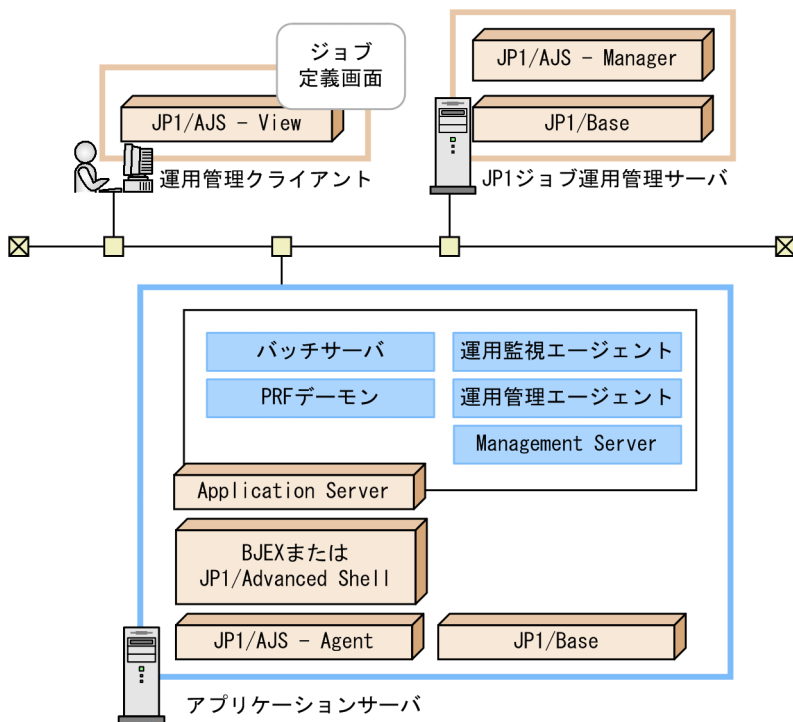 ジョブ
定義画面
JP1/AJS － View
運用管理クライアント
JP1/AJS － Manager
JP1/Base
JP1ジョブ運用管理サーバ
バッチサーバ
運用監視エージェント
PRFデーモン
運用管理エージェント
Management Server
Application Server
BJEXまたは
JP1/Advanced Shell
JP1/AJS － Agent
JP1/Base
アプリケーションサーバ